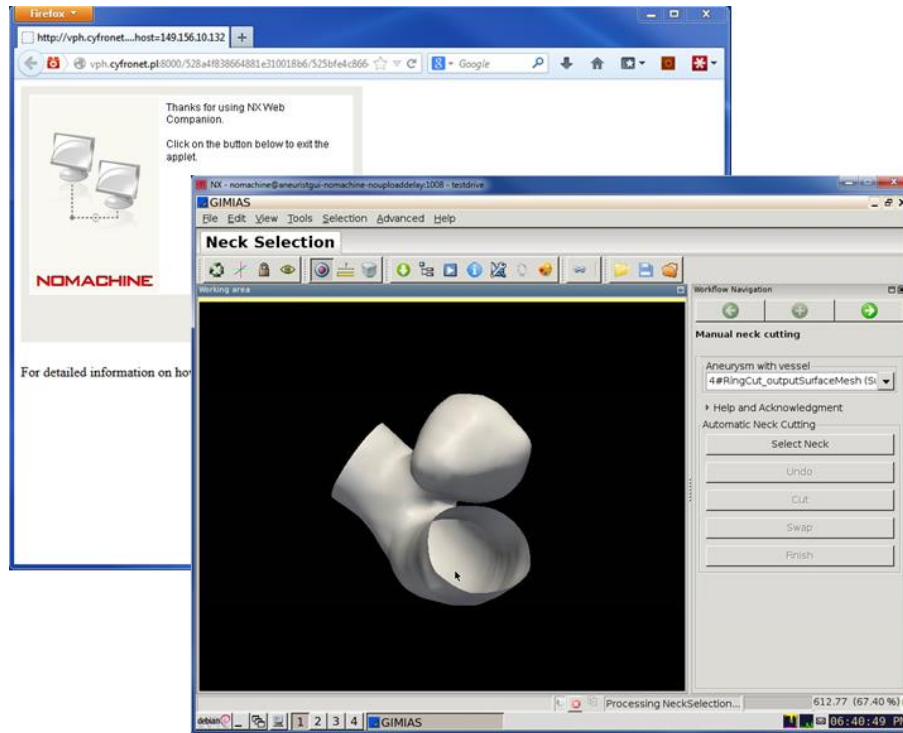 Firefox
http://vph.cyfronet....host=149.156.10.132
vph.cyfronet.pl:8000/528a4f838664881e310018b6/525bfe4c866
Google
Thanks for using NX Web
Companion.
Click on the button below to exit the
applet.
NOMACHINE
For detailed information on ho
NX - nomachine@aneuristgui-nomachine-nouploaddelay:1008 - testdrive
GIMIAS
File Edit View Tools Selection Advanced Help
Neck Selection
Working area
Workflow Navigation
Manual neck cutting
Aneurysm with vessel
4#RingCut_outputSurfaceMesh (Su
Help and Acknowledgment
Automatic Neck Cutting
Select Neck
Undo
Cut
Swap
Finish
Processing NeckSelection...
612.77 (67.40 %)
debian 1 2 3 4 GIMIAS
06:40:49 PM